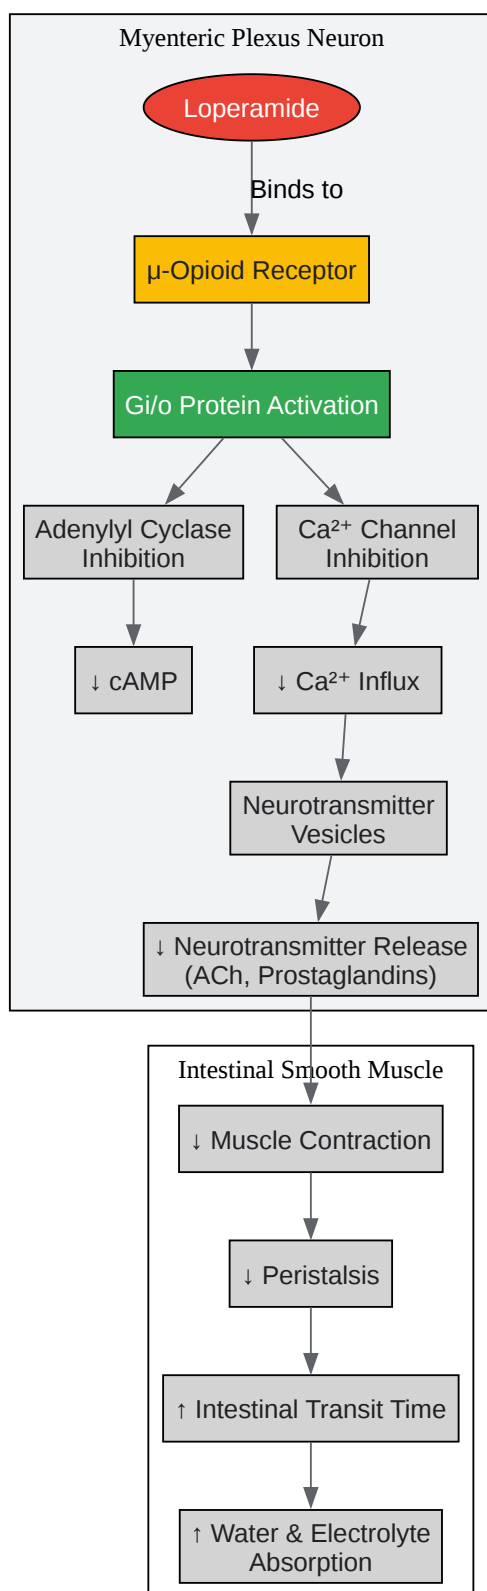 Myenteric Plexus Neuron
Loperamide
Binds to
μ-Opioid Receptor
Gi/o Protein Activation
Adenylyl Cyclase
Inhibition
Ca²⁺ Channel
Inhibition
↓ cAMP
↓ Ca²⁺ Influx
Neurotransmitter
Vesicles
↓ Neurotransmitter Release
(ACh, Prostaglandins)
Intestinal Smooth Muscle
↓ Muscle Contraction
↓ Peristalsis
↑ Intestinal Transit Time
↑ Water & Electrolyte
Absorption